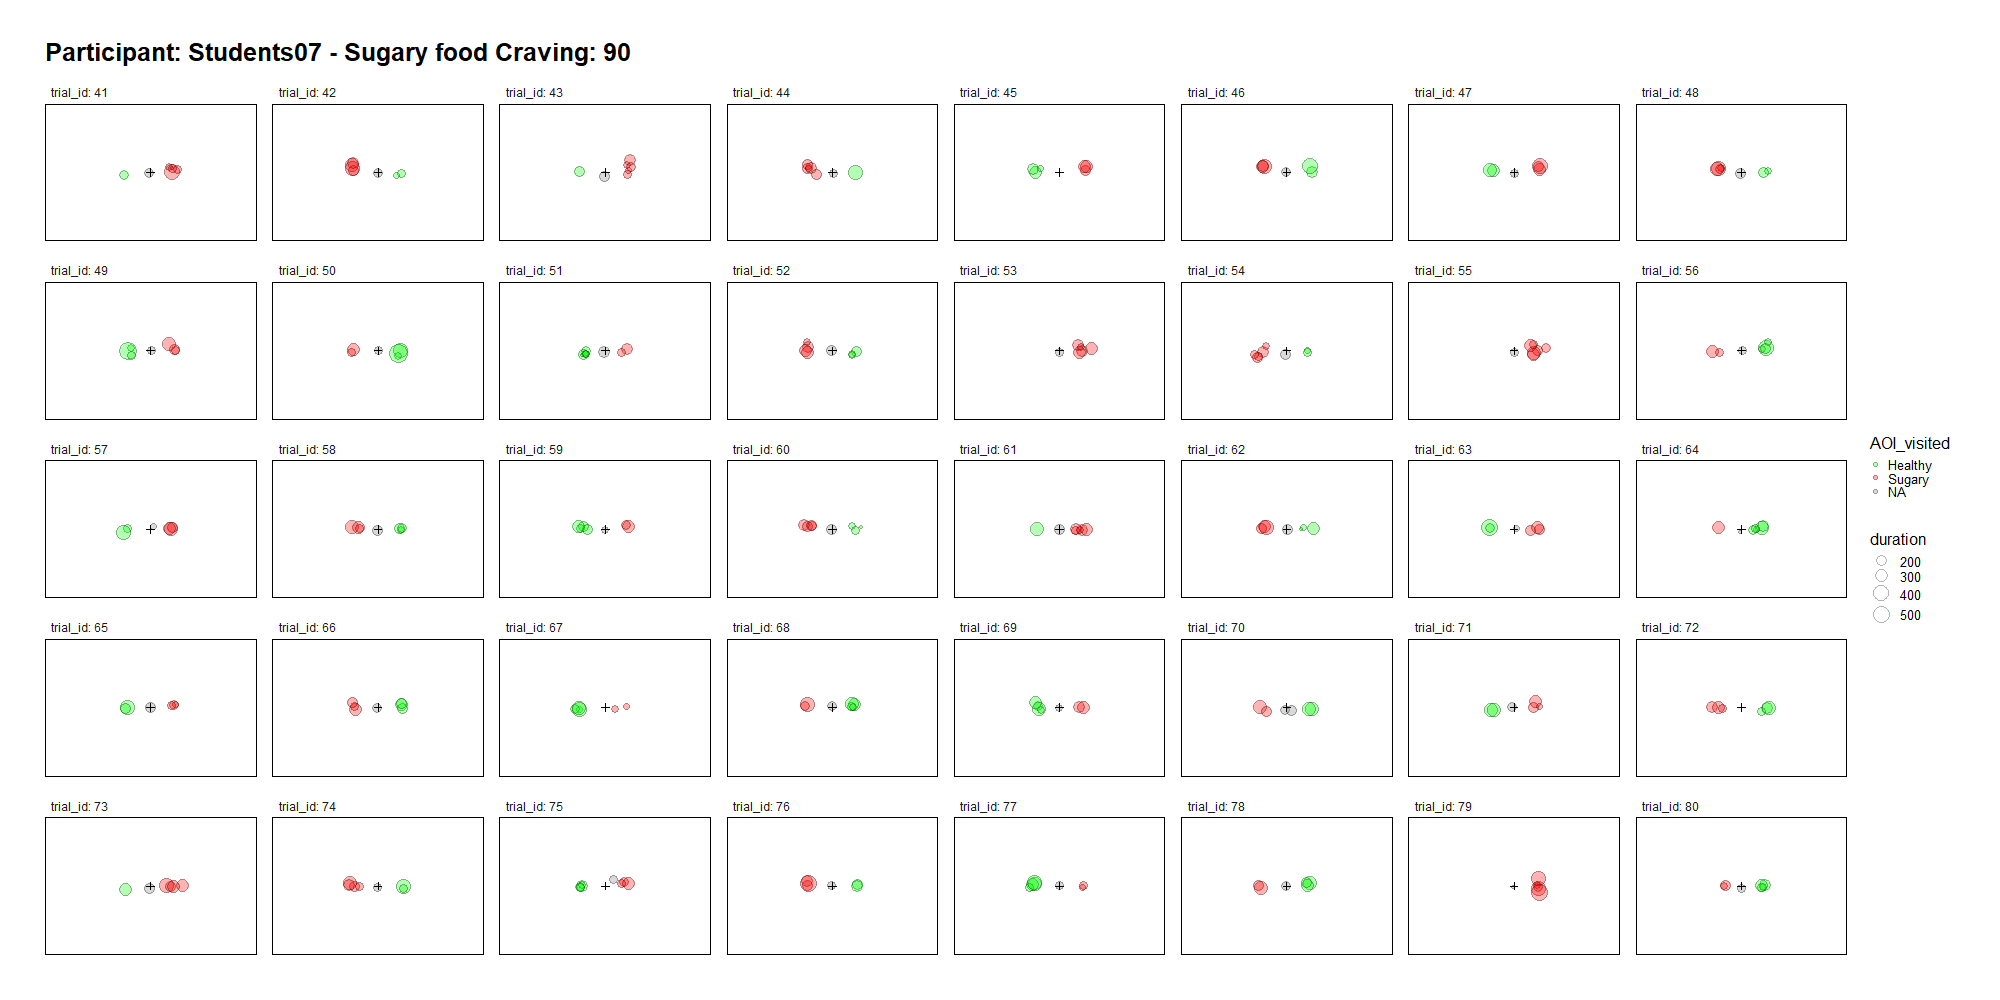 Participant: Students07 - Sugary food Craving: 90
trial_id: 41
trial_id: 42
trial_id: 43
trial_id: 44
trial_id: 45
trial_id: 46
trial_id: 47
trial_id: 48
trial_id: 49
trial_id: 50
trial_id: 51
trial_id: 52
trial_id: 53
trial_id: 54
trial_id: 55
trial_id: 56
trial_id: 57
trial_id: 58
trial_id: 59
trial_id: 60
trial_id: 61
trial_id: 62
trial_id: 63
trial_id: 64
trial_id: 65
trial_id: 66
trial_id: 67
trial_id: 68
trial_id: 69
trial_id: 70
trial_id: 71
trial_id: 72
trial_id: 73
trial_id: 74
trial_id: 75
trial_id: 76
trial_id: 77
trial_id: 78
trial_id: 79
trial_id: 80
AOI_visited
Healthy
Sugary
NA
duration
200
300
400
500